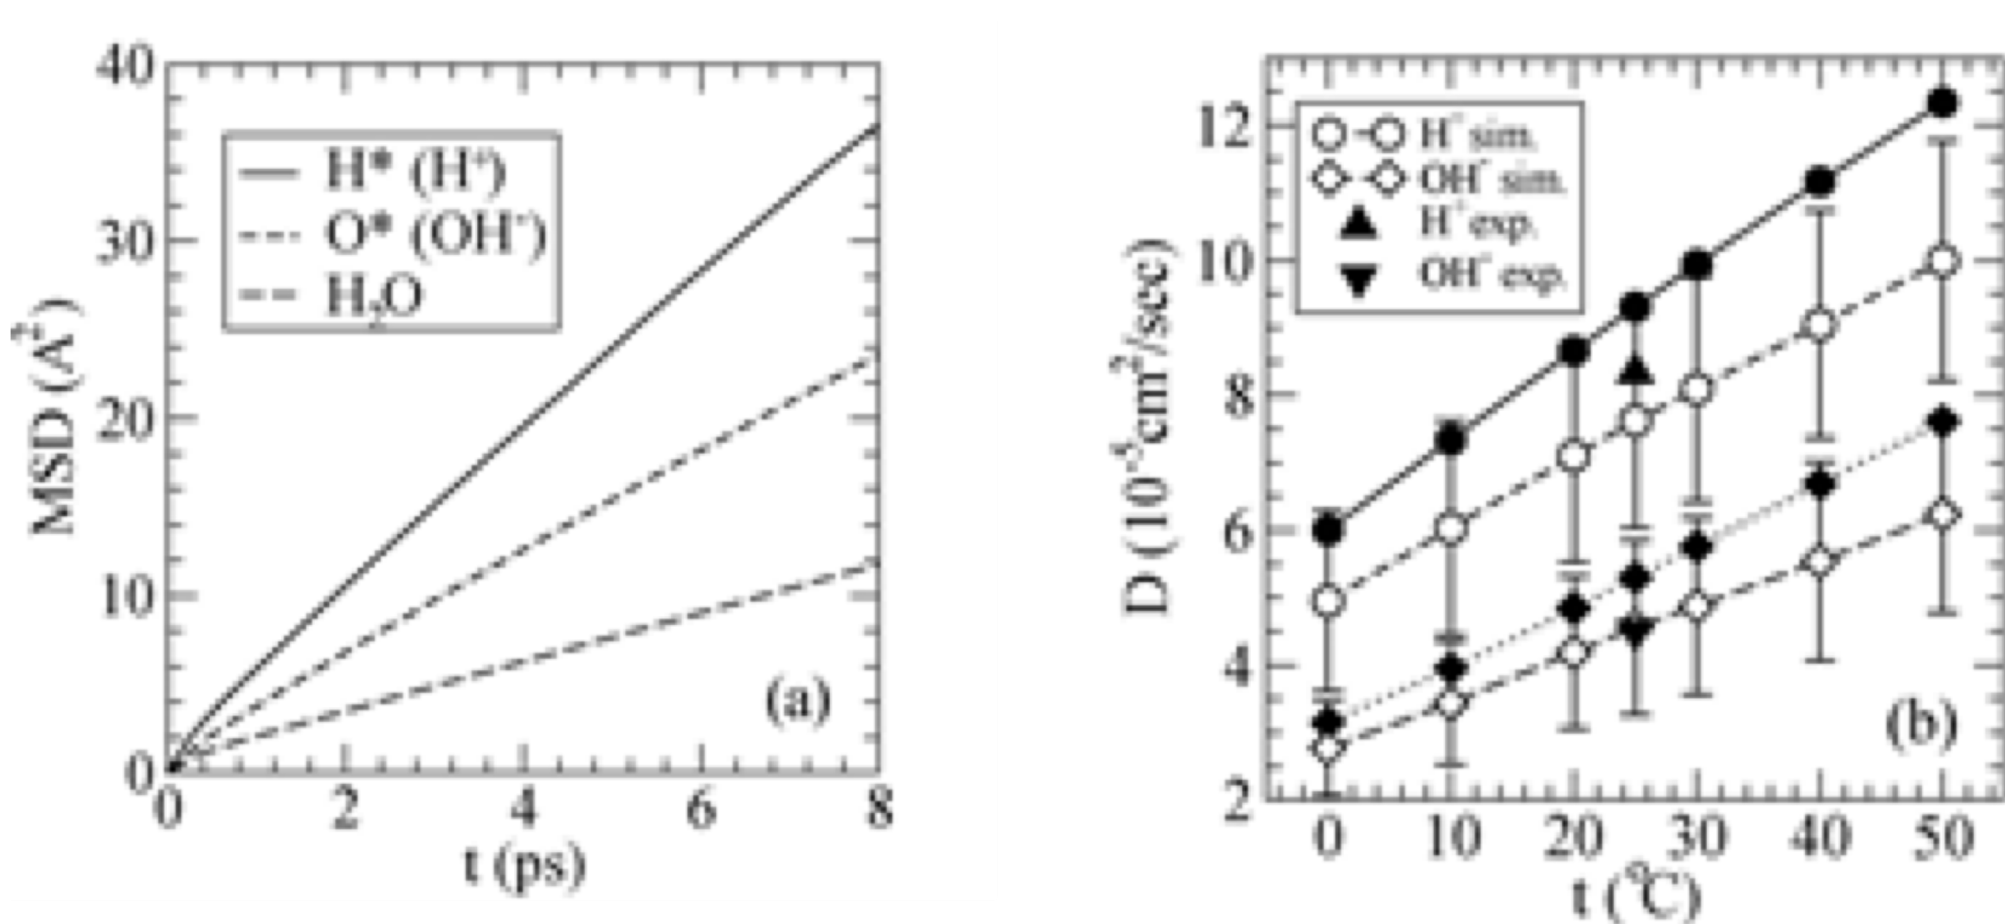 40
30
20
10
0
MSD (A²)
H* (H⁺)
O* (OH⁻)
H₂O
(a)
0 2 4 6 8
t (ps)
12
10
8
6
4
2
D (10⁻⁵cm²/sec)
H⁺ sim.
OH⁻ sim.
H⁺ exp.
OH⁻ exp.
(b)
0 10 20 30 40 50
t (°C)